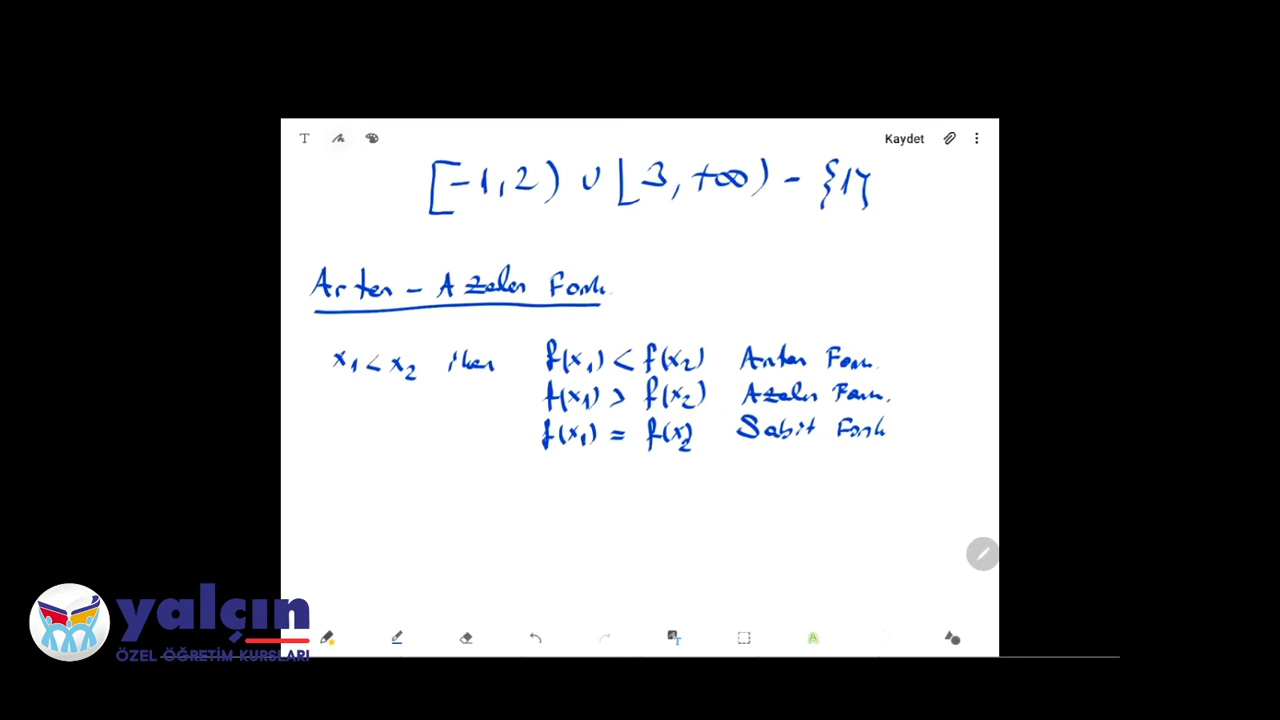 T Kaydet
[-1,2) ∪ [3,+∞) - {1}
Artan - Azalan Fonk.
x₁ < x₂ iken f(x₁) < f(x₂) Artan Fonk.
f(x₁) > f(x₂) Azalan Fonk.
f(x₁) = f(x₂) Sabit Fonk
yalçın
ÖZEL ÖĞRETİM KURSLARI